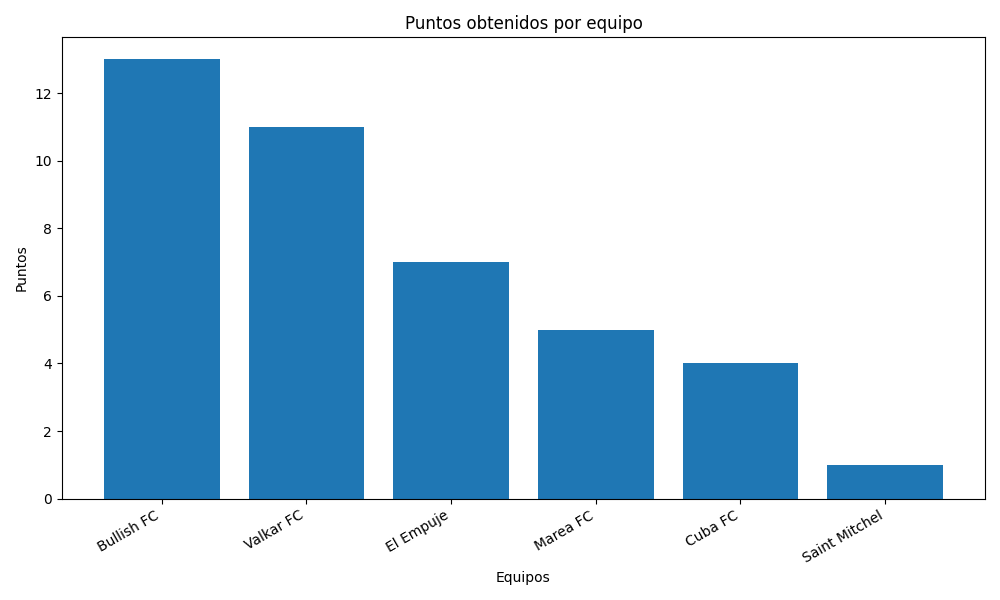 Puntos obtenidos por equipo
Puntos
12
10
8
6
4
2
0
Bullish FC
Valkar FC
El Empuje
Marea FC
Cuba FC
Saint Mitchel
Equipos